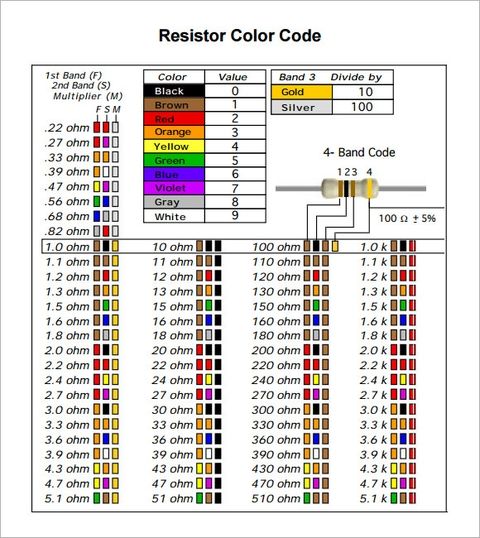 Resistor Color Code
1st Band (F)
2nd Band (S)
Multiplier (M)
F S M
Color Value
Black 0
Brown 1
Red 2
Orange 3
Yellow 4
Green 5
Blue 6
Violet 7
Gray 8
White 9
Band 3 Divide by
Gold 10
Silver 100
4- Band Code
1 2 3 4
100 Ω ± 5%
.22 ohm
.27 ohm
.33 ohm
.39 ohm
.47 ohm
.56 ohm
.68 ohm
.82 ohm
1.0 ohm 10 ohm 100 ohm 1.0 k
1.1 ohm 11 ohm 110 ohm 1.1 k
1.2 ohm 12 ohm 120 ohm 1.2 k
1.3 ohm 13 ohm 130 ohm 1.3 k
1.5 ohm 15 ohm 150 ohm 1.5 k
1.6 ohm 16 ohm 160 ohm 1.6 k
1.8 ohm 18 ohm 180 ohm 1.8 k
2.0 ohm 20 ohm 200 ohm 2.0 k
2.2 ohm 22 ohm 220 ohm 2.2 k
2.4 ohm 24 ohm 240 ohm 2.4 k
2.7 ohm 27 ohm 270 ohm 2.7 k
3.0 ohm 30 ohm 300 ohm 3.0 k
3.3 ohm 33 ohm 330 ohm 3.3 k
3.6 ohm 36 ohm 360 ohm 3.6 k
3.9 ohm 39 ohm 390 ohm 3.9 k
4.3 ohm 43 ohm 430 ohm 4.3 k
4.7 ohm 47 ohm 470 ohm 4.7 k
5.1 ohm 51 ohm 510 ohm 5.1 k